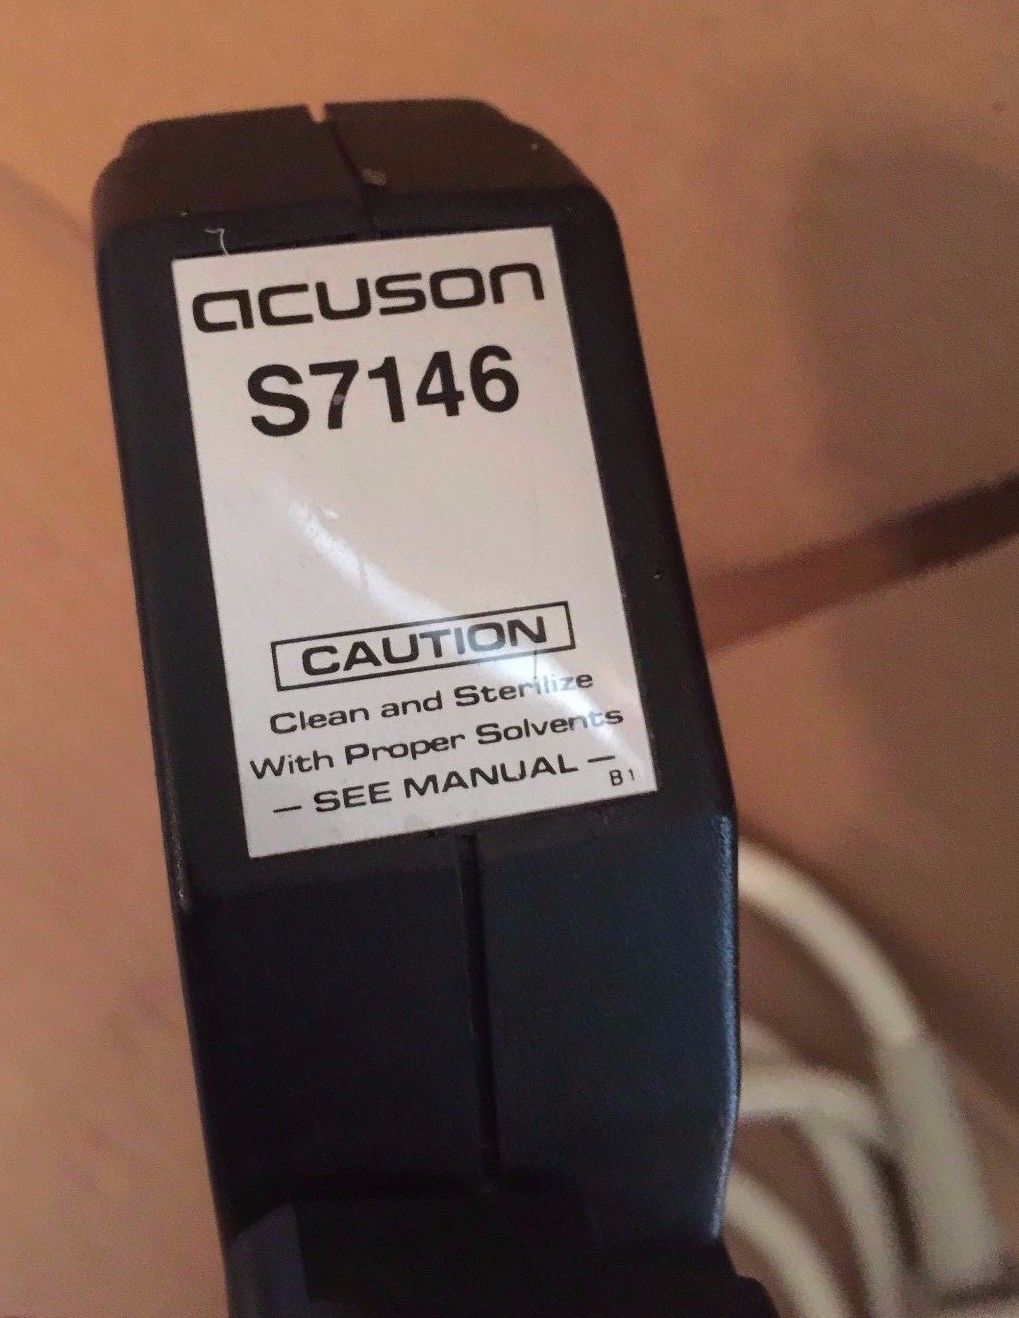 acuson
S7146
CAUTION
Clean and Sterilize
With Proper Solvents
— SEE MANUAL —
B1